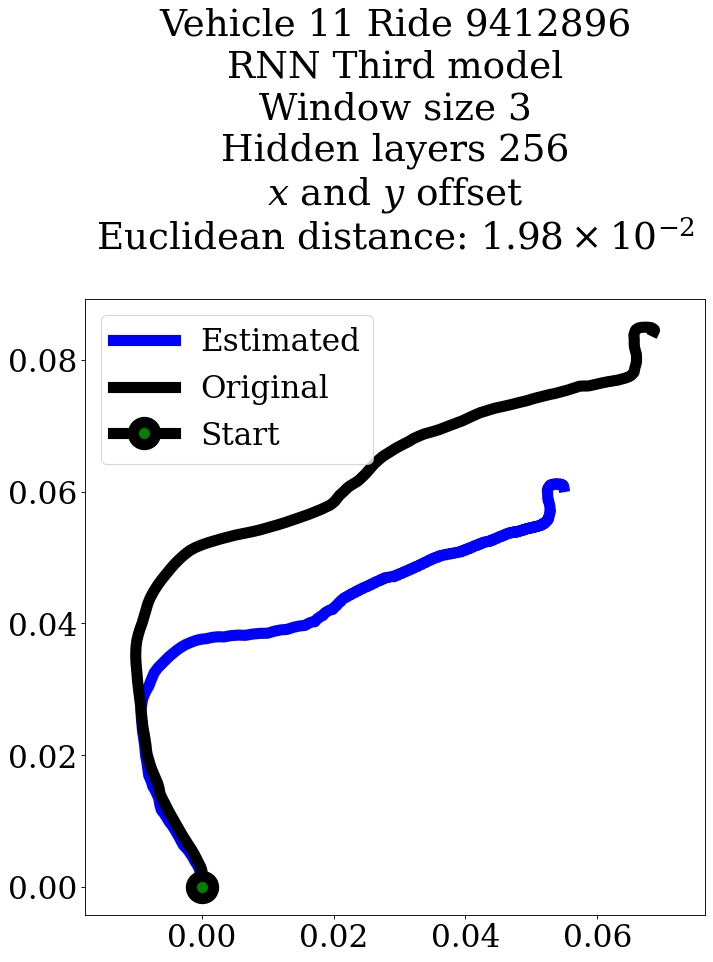 Vehicle 11 Ride 9412896
RNN Third model
Window size 3
Hidden layers 256
x and y offset
Euclidean distance: 1.98 × 10⁻²
Estimated
Original
Start
0.08
0.06
0.04
0.02
0.00
0.00 0.02 0.04 0.06